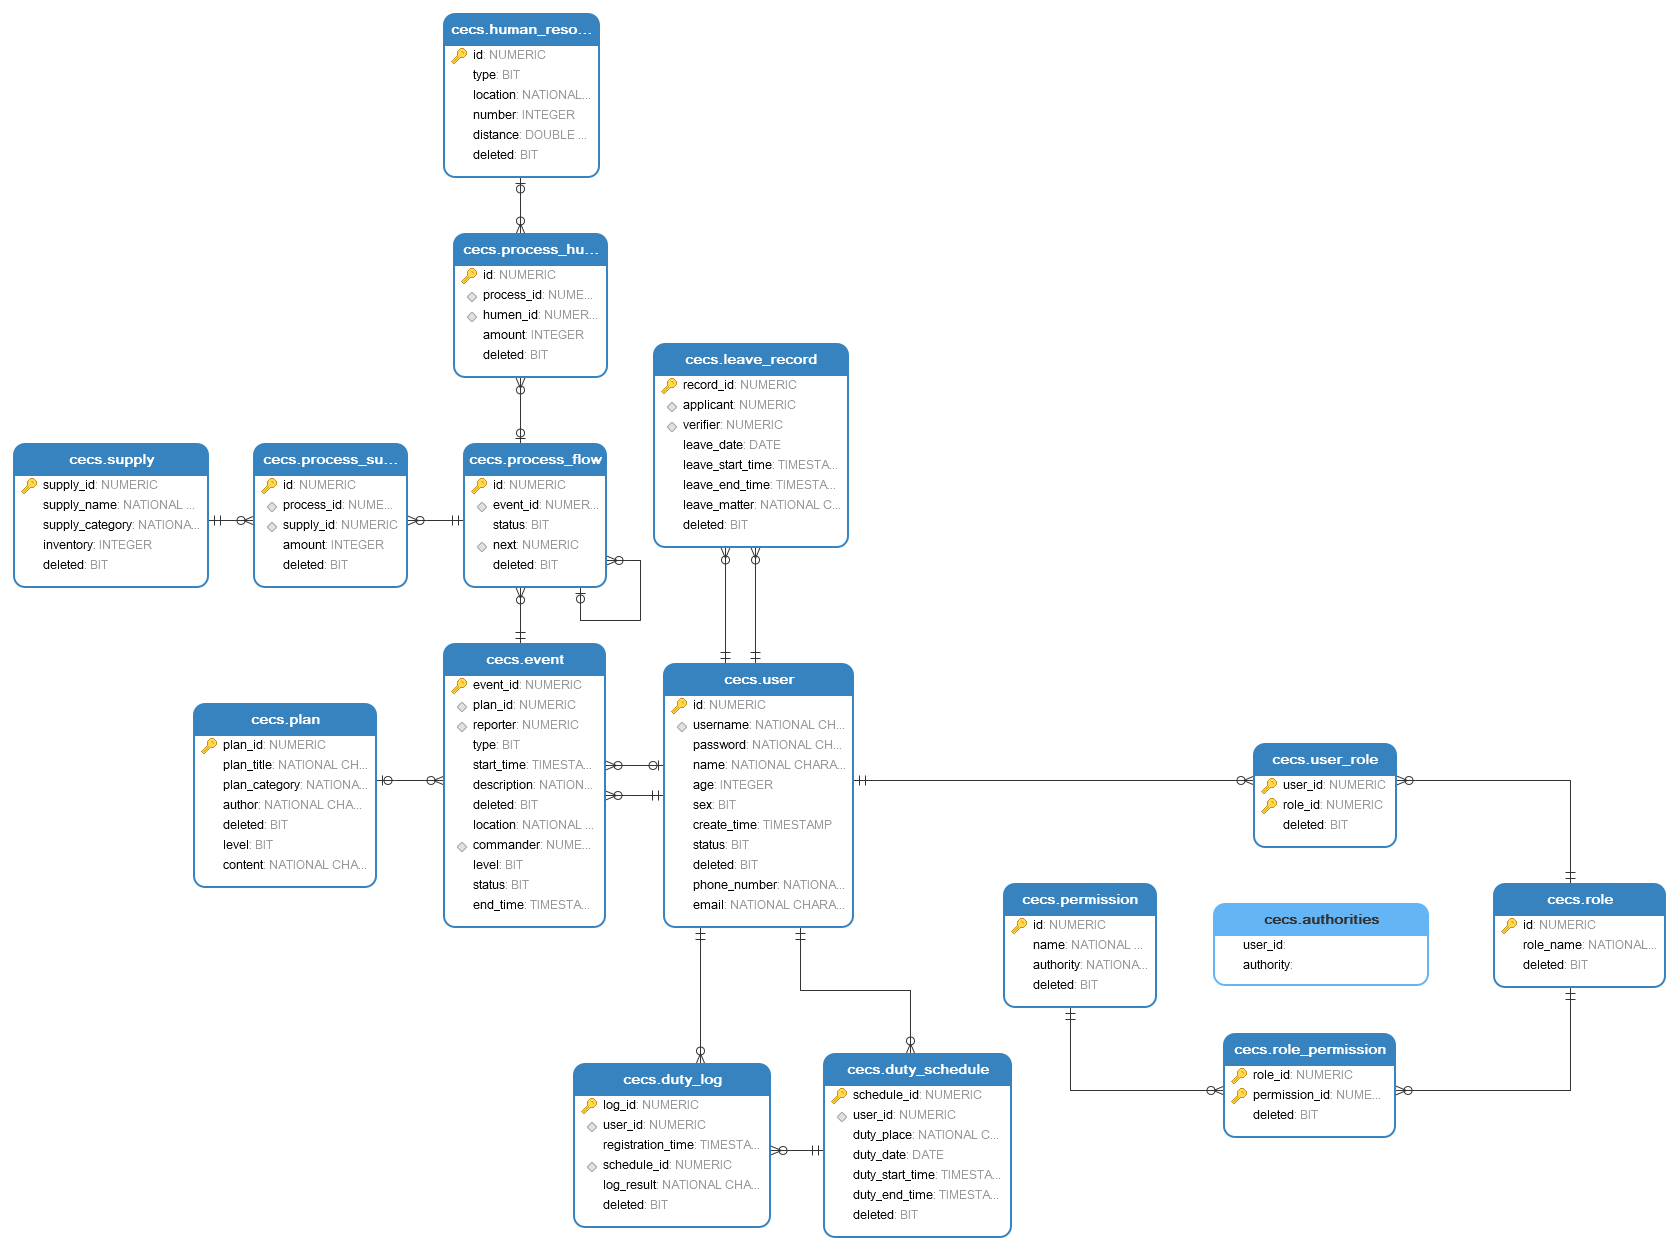 cecs.human_reso...
id: NUMERIC
type: BIT
location: NATIONAL...
number: INTEGER
distance: DOUBLE ...
deleted: BIT
cecs.process_hu...
id: NUMERIC
process_id: NUME...
humen_id: NUMER...
amount: INTEGER
deleted: BIT
cecs.leave_record
record_id: NUMERIC
applicant: NUMERIC
verifier: NUMERIC
leave_date: DATE
leave_start_time: TIMESTA...
leave_end_time: TIMESTA...
leave_matter: NATIONAL C...
deleted: BIT
cecs.supply
supply_id: NUMERIC
supply_name: NATIONAL ...
supply_category: NATIONA...
inventory: INTEGER
deleted: BIT
cecs.process_su...
id: NUMERIC
process_id: NUME...
supply_id: NUMERIC
amount: INTEGER
deleted: BIT
cecs.process_flow
id: NUMERIC
event_id: NUMER...
status: BIT
next: NUMERIC
deleted: BIT
cecs.plan
plan_id: NUMERIC
plan_title: NATIONAL CH...
plan_category: NATIONA...
author: NATIONAL CHA...
deleted: BIT
level: BIT
content: NATIONAL CHA...
cecs.event
event_id: NUMERIC
plan_id: NUMERIC
reporter: NUMERIC
type: BIT
start_time: TIMESTA...
description: NATION...
deleted: BIT
location: NATIONAL ...
commander: NUME...
level: BIT
status: BIT
end_time: TIMESTA...
cecs.user
id: NUMERIC
username: NATIONAL CH...
password: NATIONAL CH...
name: NATIONAL CHARA...
age: INTEGER
sex: BIT
create_time: TIMESTAMP
status: BIT
deleted: BIT
phone_number: NATIONA...
email: NATIONAL CHARA...
cecs.user_role
user_id: NUMERIC
role_id: NUMERIC
deleted: BIT
cecs.permission
id: NUMERIC
name: NATIONAL ...
authority: NATIONA...
deleted: BIT
cecs.authorities
user_id:
authority:
cecs.role
id: NUMERIC
role_name: NATIONAL...
deleted: BIT
cecs.role_permission
role_id: NUMERIC
permission_id: NUME...
deleted: BIT
cecs.duty_log
log_id: NUMERIC
user_id: NUMERIC
registration_time: TIMESTA...
schedule_id: NUMERIC
log_result: NATIONAL CHA...
deleted: BIT
cecs.duty_schedule
schedule_id: NUMERIC
user_id: NUMERIC
duty_place: NATIONAL C...
duty_date: DATE
duty_start_time: TIMESTA...
duty_end_time: TIMESTA...
deleted: BIT